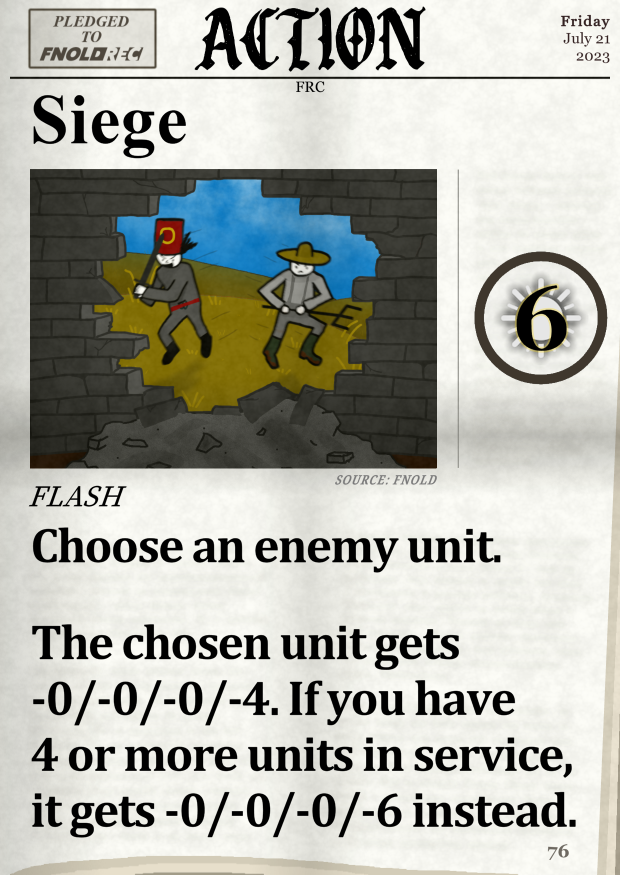 PLEDGED
TO
FNOLD REC
ACTION
Friday
July 21
2023
FRC
Siege
6
SOURCE: FNOLD
FLASH
Choose an enemy unit.
The chosen unit gets
-0/-0/-0/-4. If you have
4 or more units in service,
it gets -0/-0/-0/-6 instead.
76